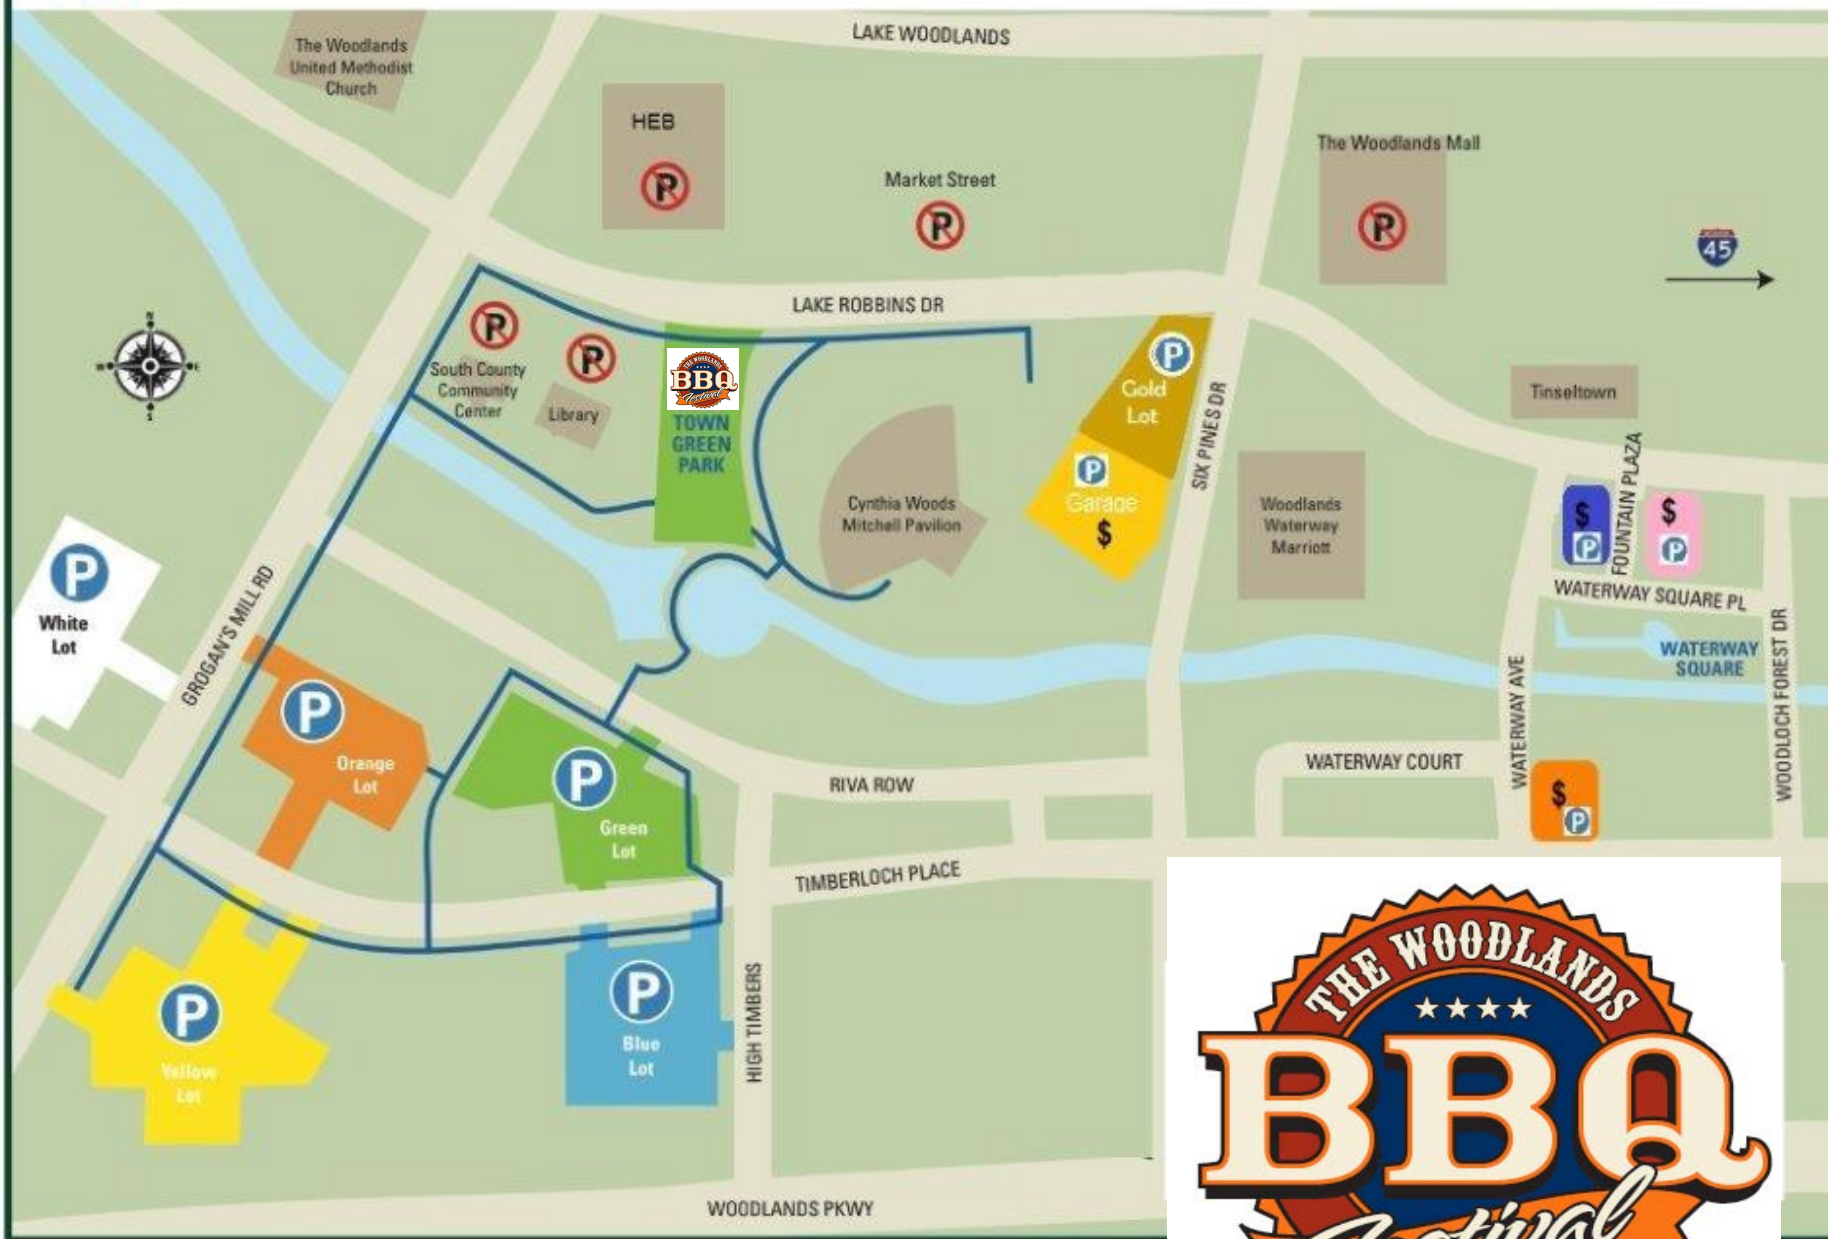 LAKE WOODLANDS
The Woodlands
United Methodist
Church
HEB
P
Market Street
P
The Woodlands Mall
P
45
LAKE ROBBINS DR
N
S
P
South County
Community
Center
P
Library
THE WOODLANDS
BBQ
Festival
TOWN
GREEN
PARK
P
Gold
Lot
P
Garage
$
SIX PINES DR
Cynthia Woods
Mitchell Pavilion
Woodlands
Waterway
Marriott
Tinseltown
FOUNTAIN PLAZA
$
P
$
P
WATERWAY SQUARE PL
WATERWAY
SQUARE
WATERWAY AVE
WOODLOCH FOREST DR
P
White
Lot
GROGAN'S MILL RD
P
Orange
Lot
P
Green
Lot
RIVA ROW
WATERWAY COURT
$
P
TIMBERLOCH PLACE
P
Yellow
Lot
P
Blue
Lot
HIGH TIMBERS
WOODLANDS PKWY
THE WOODLANDS
BBQ
Festival